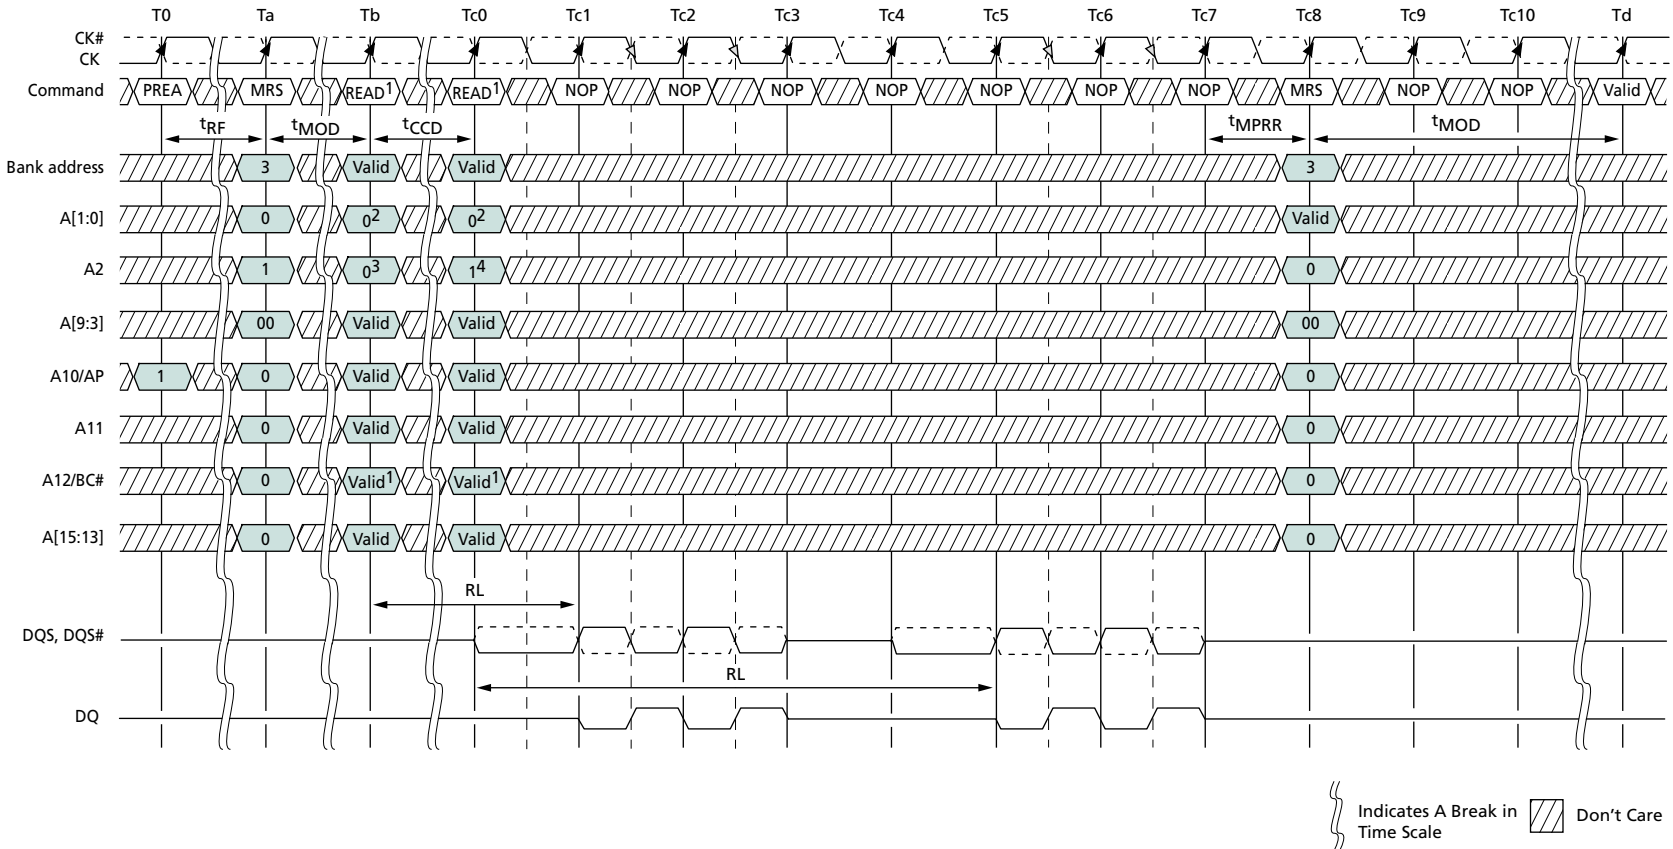 T0 Ta Tb Tc0 Tc1 Tc2 Tc3 Tc4 Tc5 Tc6 Tc7 Tc8 Tc9 Tc10 Td
CK#
CK
Command PREA MRS READ1 READ1 NOP NOP NOP NOP NOP NOP NOP MRS NOP NOP Valid
tRF tMOD tCCD tMPRR tMOD
Bank address 3 Valid Valid 3
A[1:0] 0 02 02 Valid
A2 1 03 14 0
A[9:3] 00 Valid Valid 00
A10/AP 1 0 Valid Valid 0
A11 0 Valid Valid 0
A12/BC# 0 Valid1 Valid1 0
A[15:13] 0 Valid Valid 0
RL
DQS, DQS#
RL
DQ
Indicates A Break in
Time Scale
Don't Care